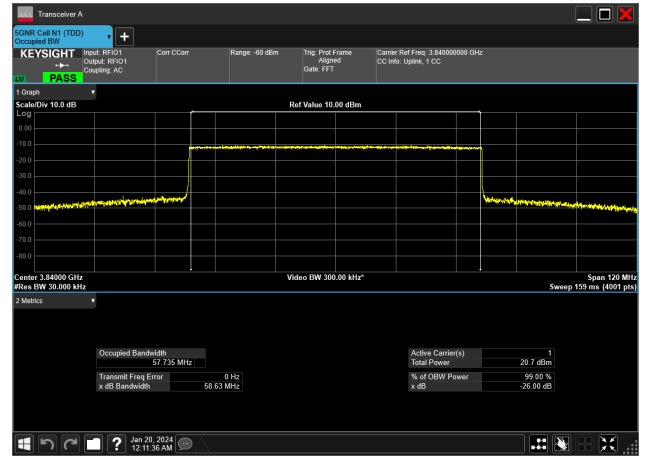 Transceiver A
5GNR Cell N1 (TDD)
Occupied BW
KEYSIGHT
LNI
PASS
Input: RFIO1
Output: RFIO1
Coupling: AC
Corr CCorr
Range: -60 dBm
Trig: Prot Frame
Aligned
Gate: FFT
Carrier Ref Freq: 3.840000000 GHz
CC Info: Uplink, 1 CC
1 Graph
Scale/Div 10.0 dB
Ref Value 10.00 dBm
Log
0.00
-10.0
-20.0
-30.0
-40.0
-50.0
-60.0
-70.0
-80.0
Center 3.84000 GHz
Video BW 300.00 kHz*
Span 120 MHz
#Res BW 30.000 kHz
Sweep 159 ms (4001 pts)
2 Metrics
Occupied Bandwidth
57.735 MHz
Transmit Freq Error 0 Hz
x dB Bandwidth 58.63 MHz
Active Carrier(s) 1
Total Power 20.7 dBm
% of OBW Power 99.00 %
x dB -26.00 dB
?
Jan 20, 2024
12:11:36 AM